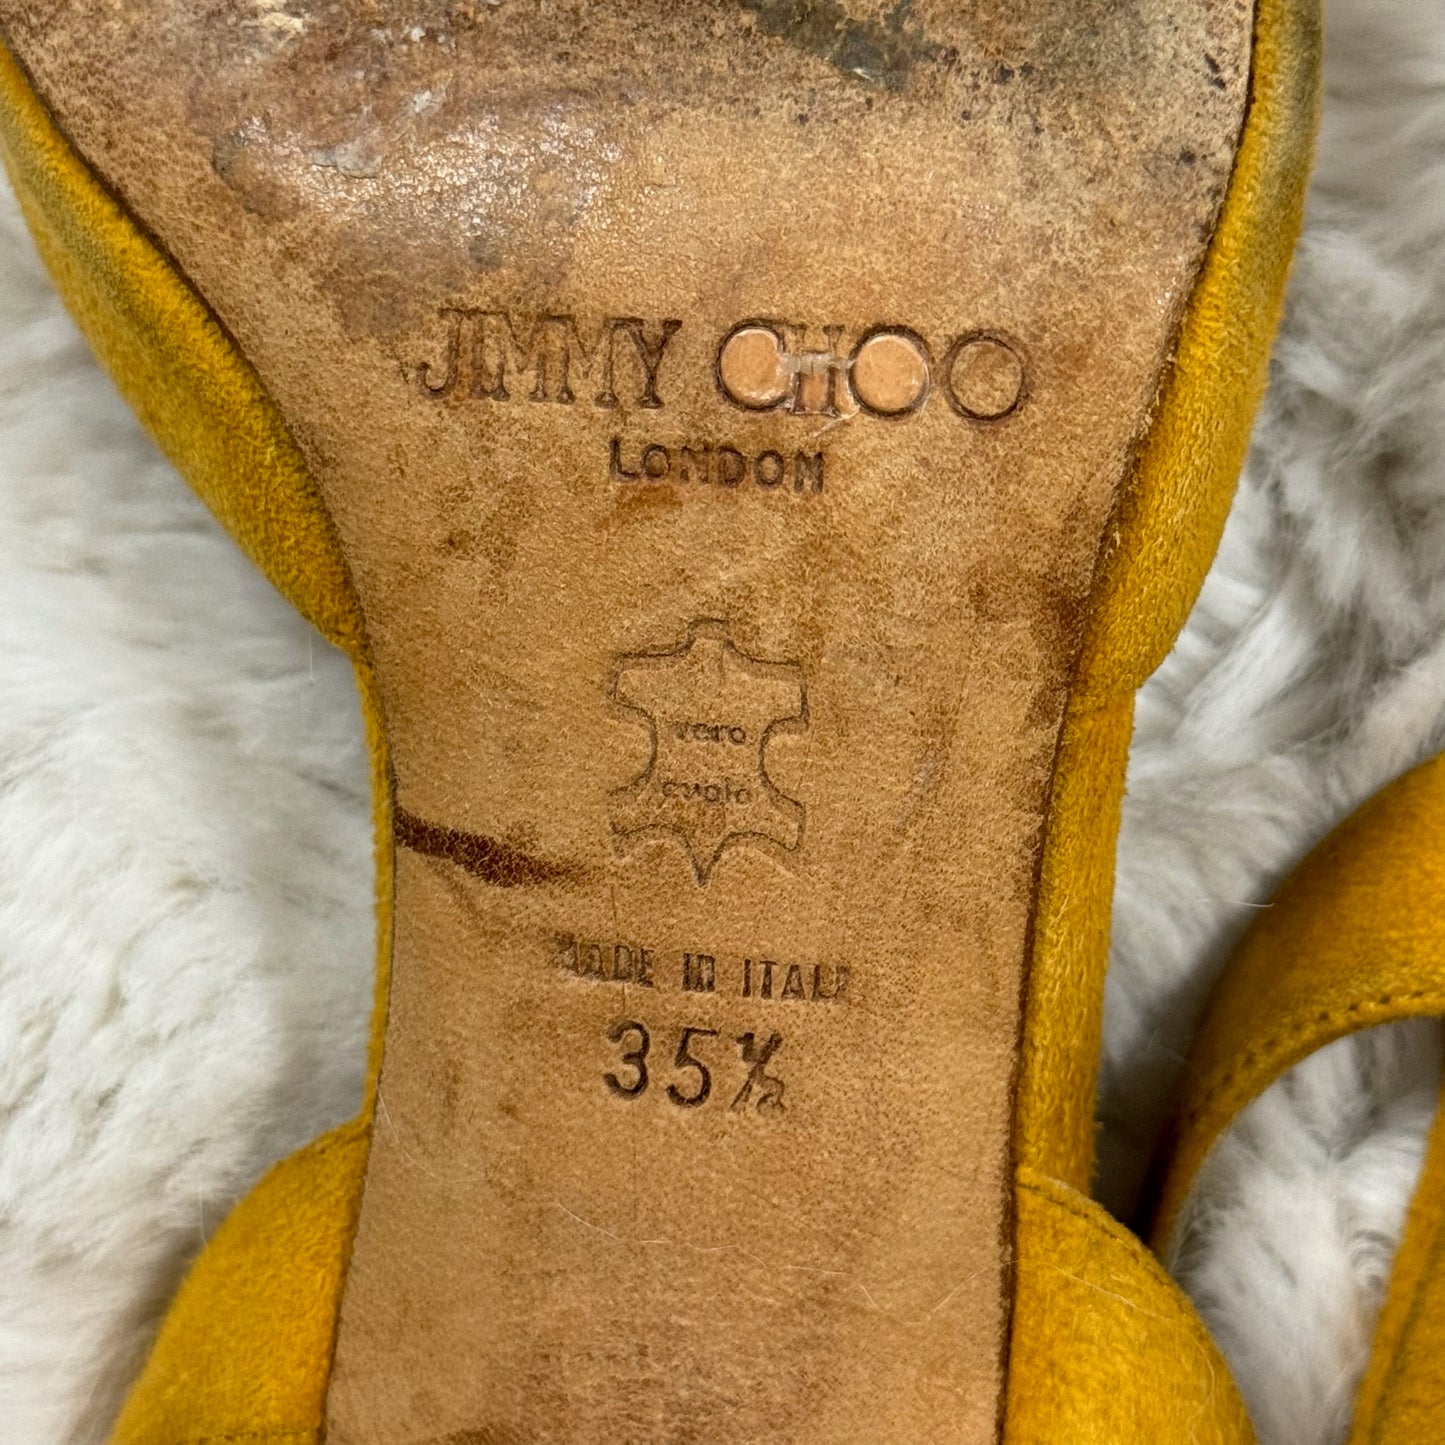 JIMMY CHOO
LONDON
vero
cuoio
MADE IN ITALY
35½